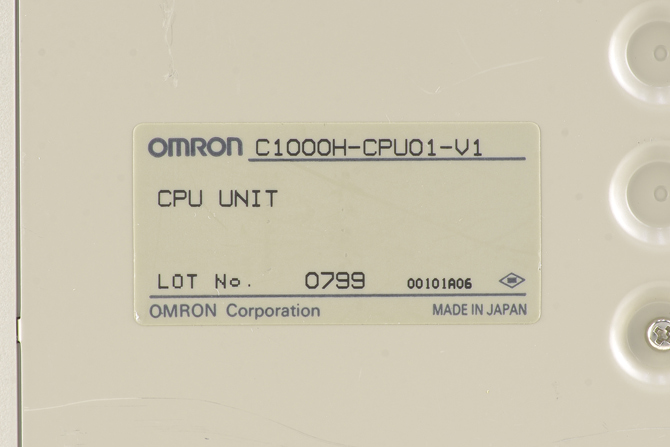 OMRON C1000H-CPU01-V1
CPU UNIT
LOT No. 0799 00101A06
OMRON Corporation MADE IN JAPAN